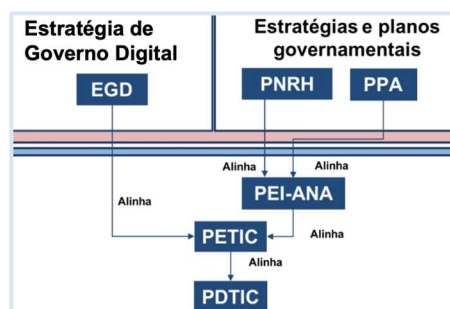 Estratégia de
Governo Digital
Estratégias e planos
governamentais
EGD
PNRH
PPA
Alinha
Alinha
PEI-ANA
Alinha
Alinha
PETIC
Alinha
PDTIC